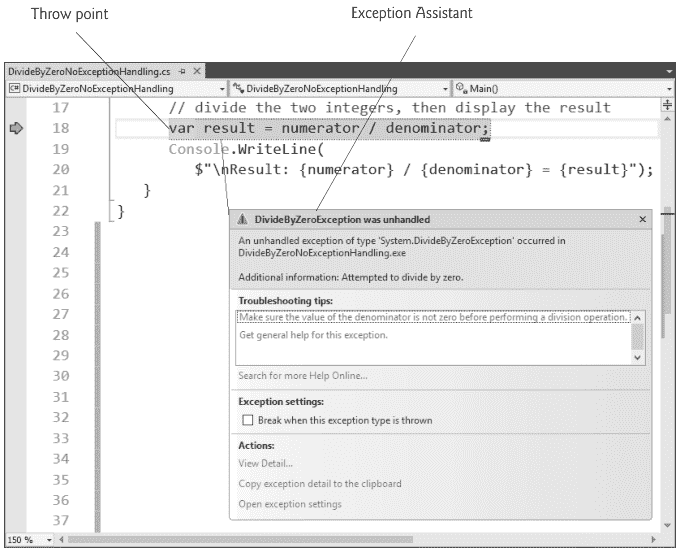 Throw point
Exception Assistant
DivideByZeroNoExceptionHandling.cs
C# DivideByZeroNoExceptionHandling
DivideByZeroNoExceptionHandling
Main()
17 // divide the two integers, then display the result
18 var result = numerator / denominator;
19 Console.WriteLine(
20 $"\nResult: {numerator} / {denominator} = {result}");
21 }
22 }
23
24
25
26
27
28
29
30
31
32
33
34
35
36
37
DivideByZeroException was unhandled
An unhandled exception of type 'System.DivideByZeroException' occurred in
DivideByZeroNoExceptionHandling.exe
Additional information: Attempted to divide by zero.
Troubleshooting tips:
Make sure the value of the denominator is not zero before performing a division operation.
Get general help for this exception.
Search for more Help Online...
Exception settings:
Break when this exception type is thrown
Actions:
View Detail...
Copy exception detail to the clipboard
Open exception settings
150 %